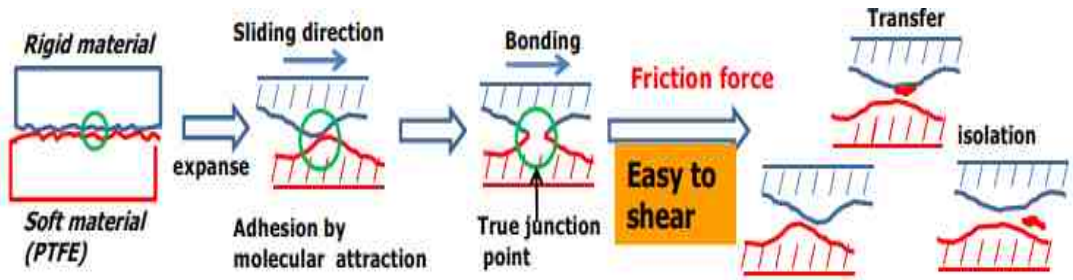 Rigid material
Soft material
(PTFE)
expanse
Sliding direction
Adhesion by
molecular attraction
Bonding
True junction
point
Friction force
Easy to
shear
Transfer
isolation